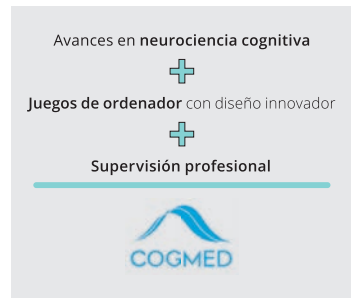 Avances en neurociencia cognitiva
Juegos de ordenador con diseño innovador
Supervisión profesional
COGMED